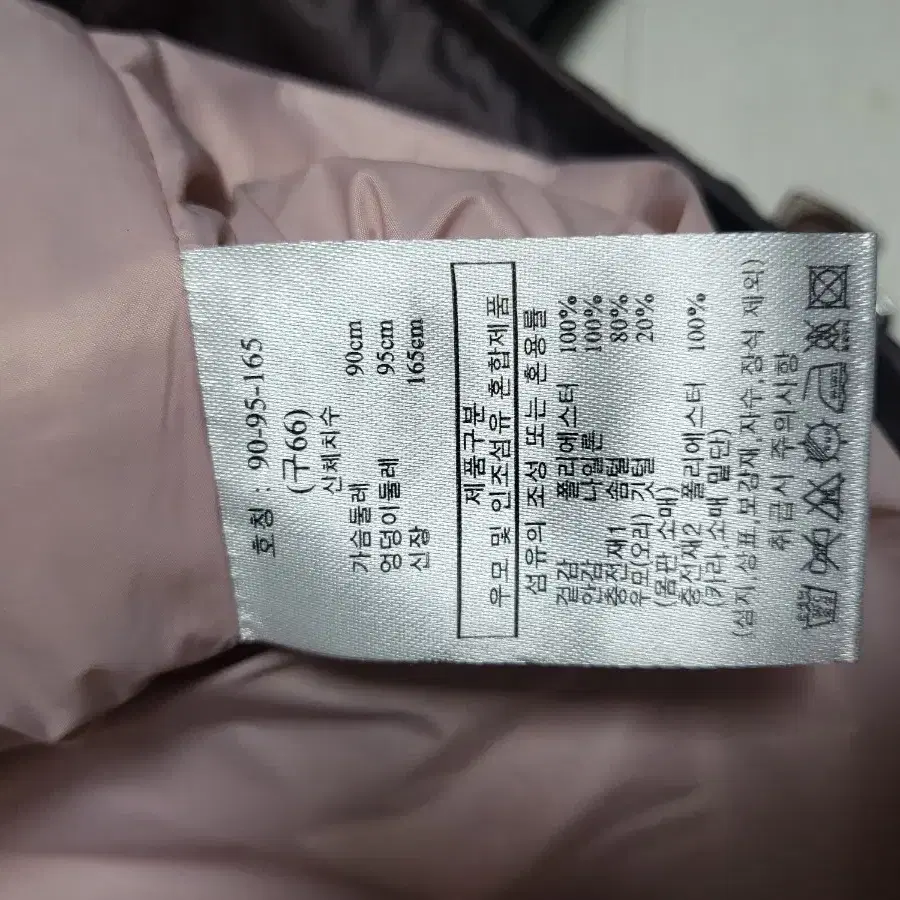 호칭 : 90-95-165
(구66)
신체치수
가슴둘레 90cm
엉덩이둘레 95cm
신장 165cm
제품구분
우모 및 인조섬유 혼합제품
섬유의 조성 또는 혼용률
겉감 폴리에스터 100%
안감 나일론 100%
충전재1 솜털 80%
우모(오리) 깃털 20%
(몸판, 소매)
충전재2 폴리에스터 100%
(카라, 소매 밑단)
(심지,상표,보강재,자수,장식 제외)
취급시 주의사항